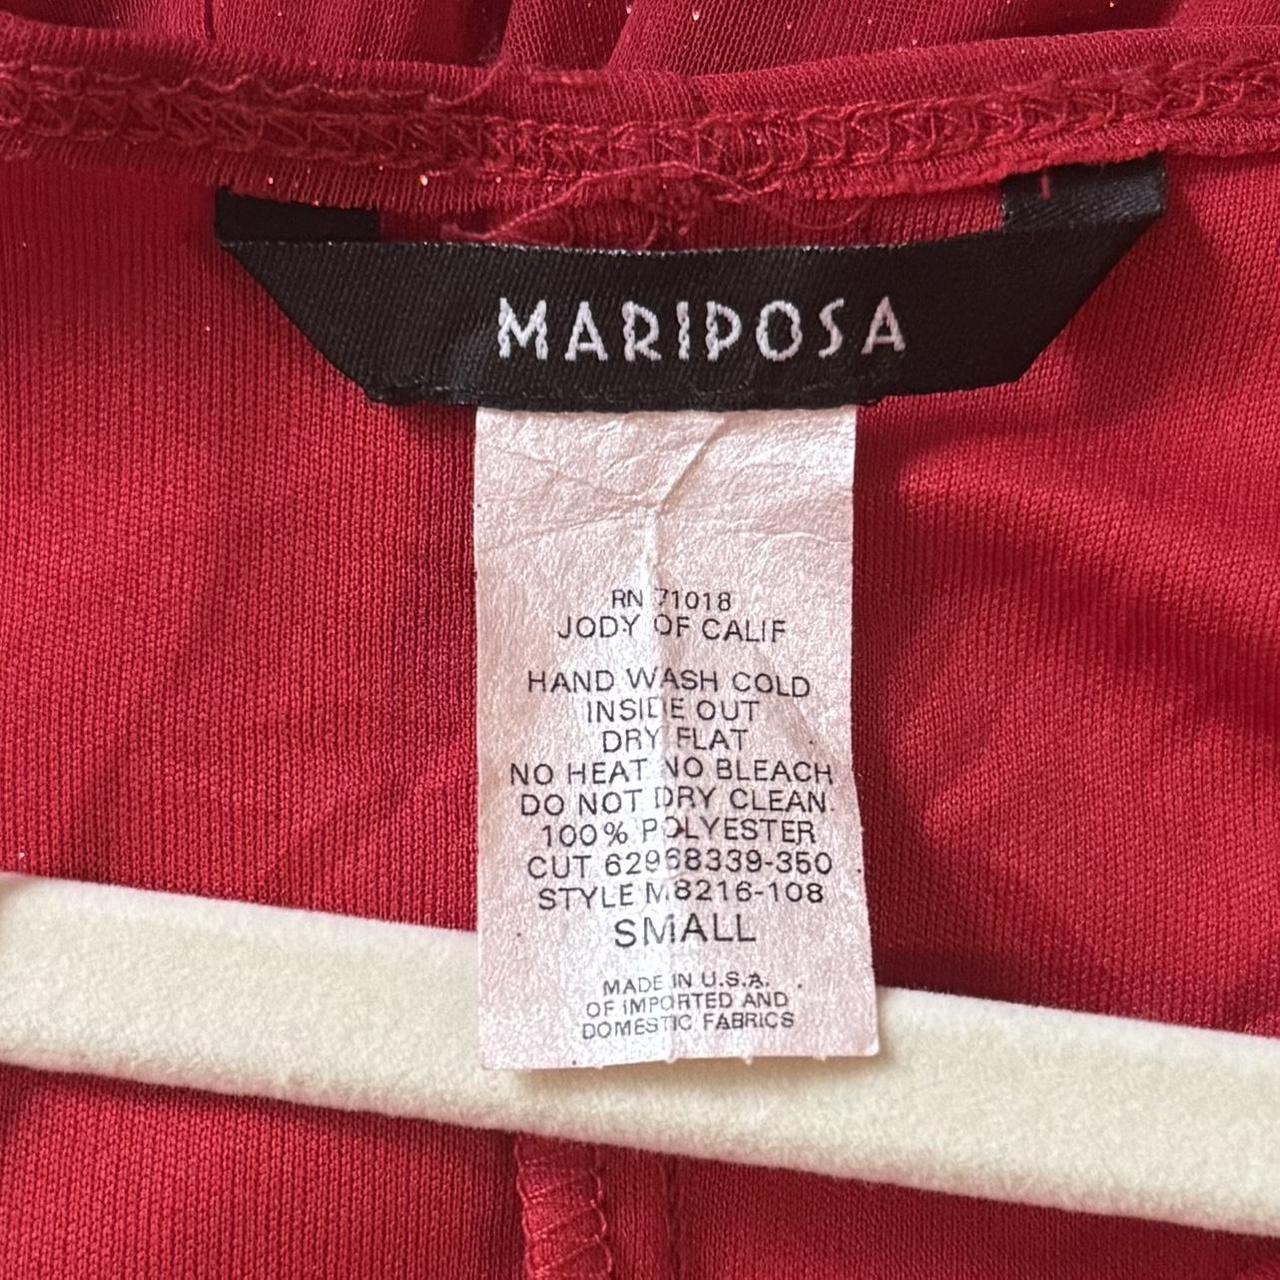 MARIPOSA
RN 71018
JODY OF CALIF
HAND WASH COLD
INSIDE OUT
DRY FLAT
NO HEAT NO BLEACH
DO NOT DRY CLEAN
100% POLYESTER
CUT 62968339-350
STYLE M8216-108
SMALL
MADE IN U.S.A.
OF IMPORTED AND
DOMESTIC FABRICS